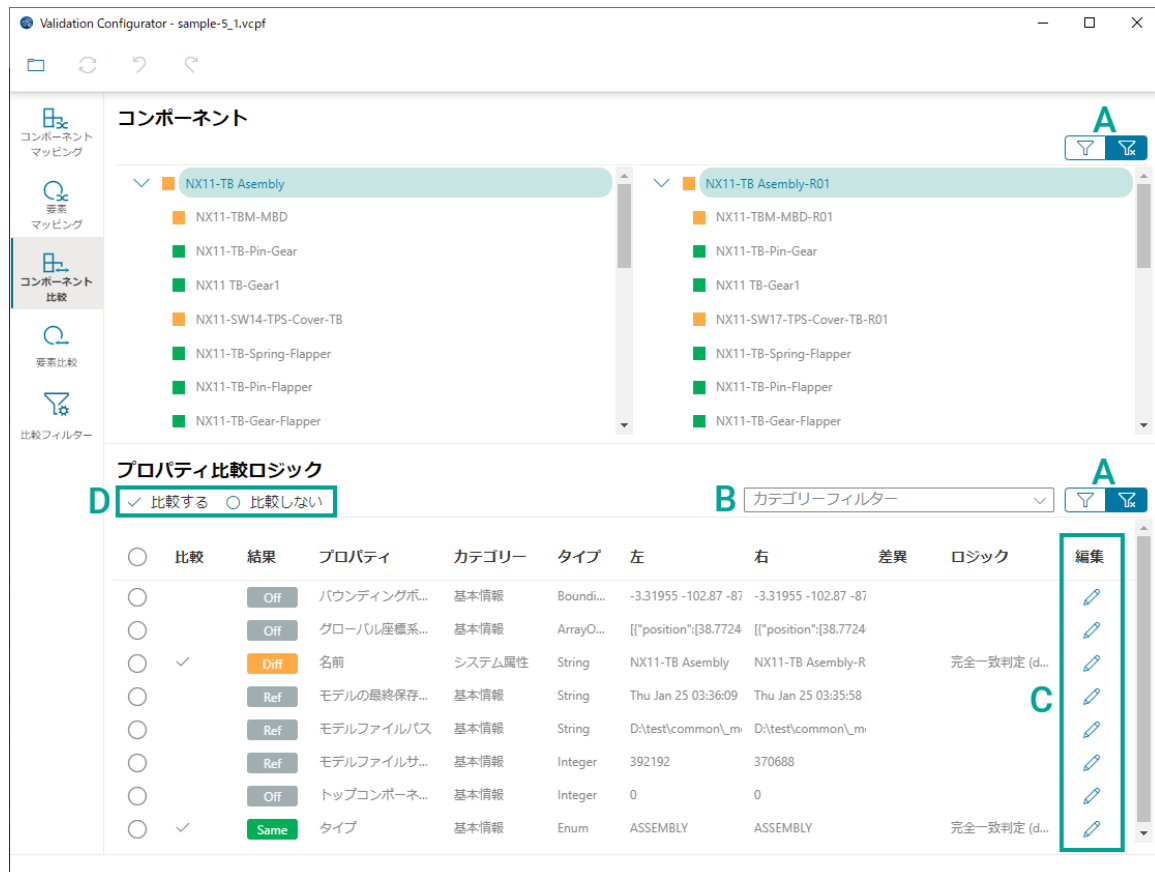 Validation Configurator - sample-5_1.vcpf
コンポーネント
マッピング
要素
マッピング
コンポーネント
比較
要素比較
比較フィルター
コンポーネント
A
NX11-TB Asembly
NX11-TBM-MBD
NX11-TB-Pin-Gear
NX11 TB-Gear1
NX11-SW14-TPS-Cover-TB
NX11-TB-Spring-Flapper
NX11-TB-Pin-Flapper
NX11-TB-Gear-Flapper
NX11-TB Asembly-R01
NX11-TBM-MBD-R01
NX11-TB-Pin-Gear
NX11 TB-Gear1
NX11-SW17-TPS-Cover-TB-R01
NX11-TB-Spring-Flapper
NX11-TB-Pin-Flapper
NX11-TB-Gear-Flapper
プロパティ比較ロジック
D 比較する 比較しない B カテゴリーフィルター A
比較 結果 プロパティ カテゴリー タイプ 左 右 差異 ロジック 編集
Off バウンディングボ... 基本情報 Boundi... -3.31955 -102.87 -87 -3.31955 -102.87 -87
Off グローバル座標系... 基本情報 ArrayO... [{"position":[38.7724 [{"position":[38.7724
Diff 名前 システム属性 String NX11-TB Asembly NX11-TB Asembly-R 完全一致判定 (d...
Ref モデルの最終保存... 基本情報 String Thu Jan 25 03:36:09 Thu Jan 25 03:35:58
C
Ref モデルファイルパス 基本情報 String D:\test\common\_m D:\test\common\_m
Ref モデルファイルサ... 基本情報 Integer 392192 370688
Off トップコンポーネ... 基本情報 Integer 0 0
Same タイプ 基本情報 Enum ASSEMBLY ASSEMBLY 完全一致判定 (d...